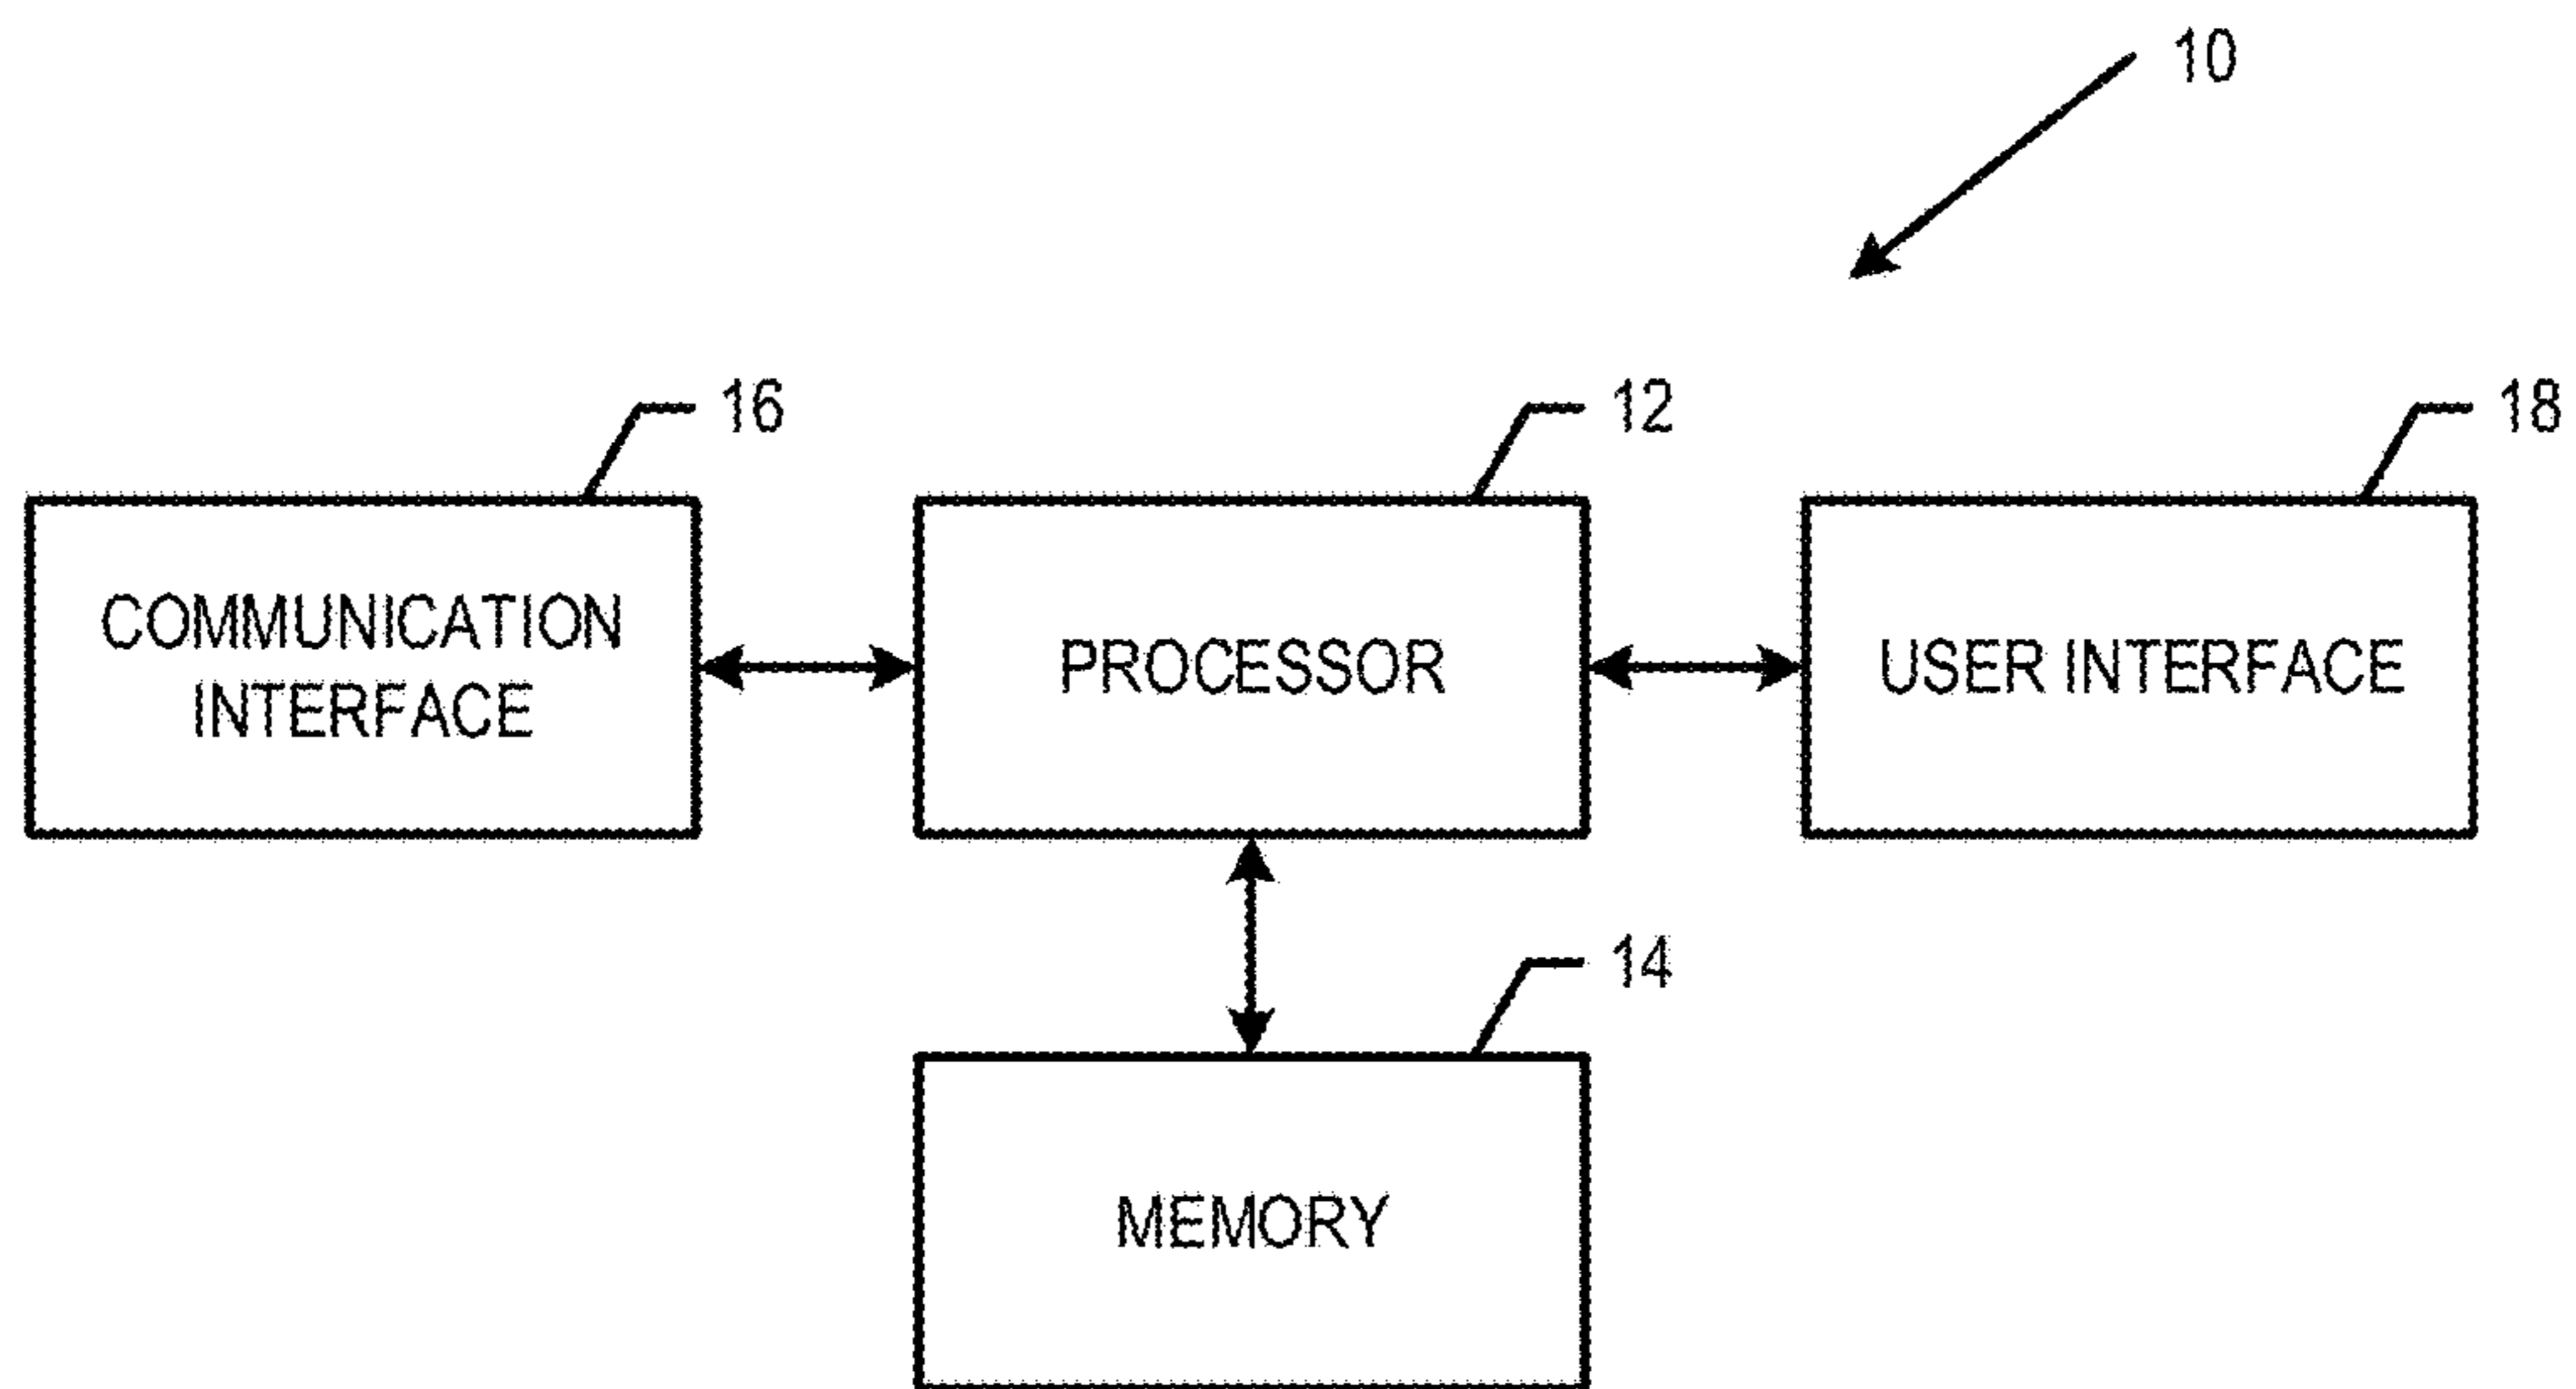 10
16
12
18
COMMUNICATION
INTERFACE
PROCESSOR
USER INTERFACE
14
MEMORY